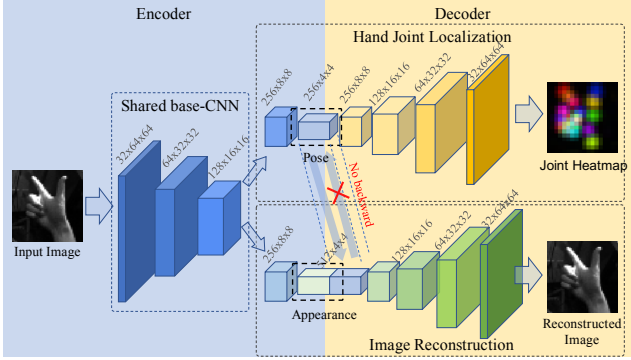 Encoder
Decoder
Hand Joint Localization
Shared base-CNN
32x64x64
64x32x32
128x16x16
256x8x8
256x4x4
256x8x8
128x16x16
64x32x32
32x64x64
Pose
No backward
Joint Heatmap
Input Image
256x8x8
512x4x4
128x16x16
64x32x32
32x64x64
Appearance
Image Reconstruction
Reconstructed
Image